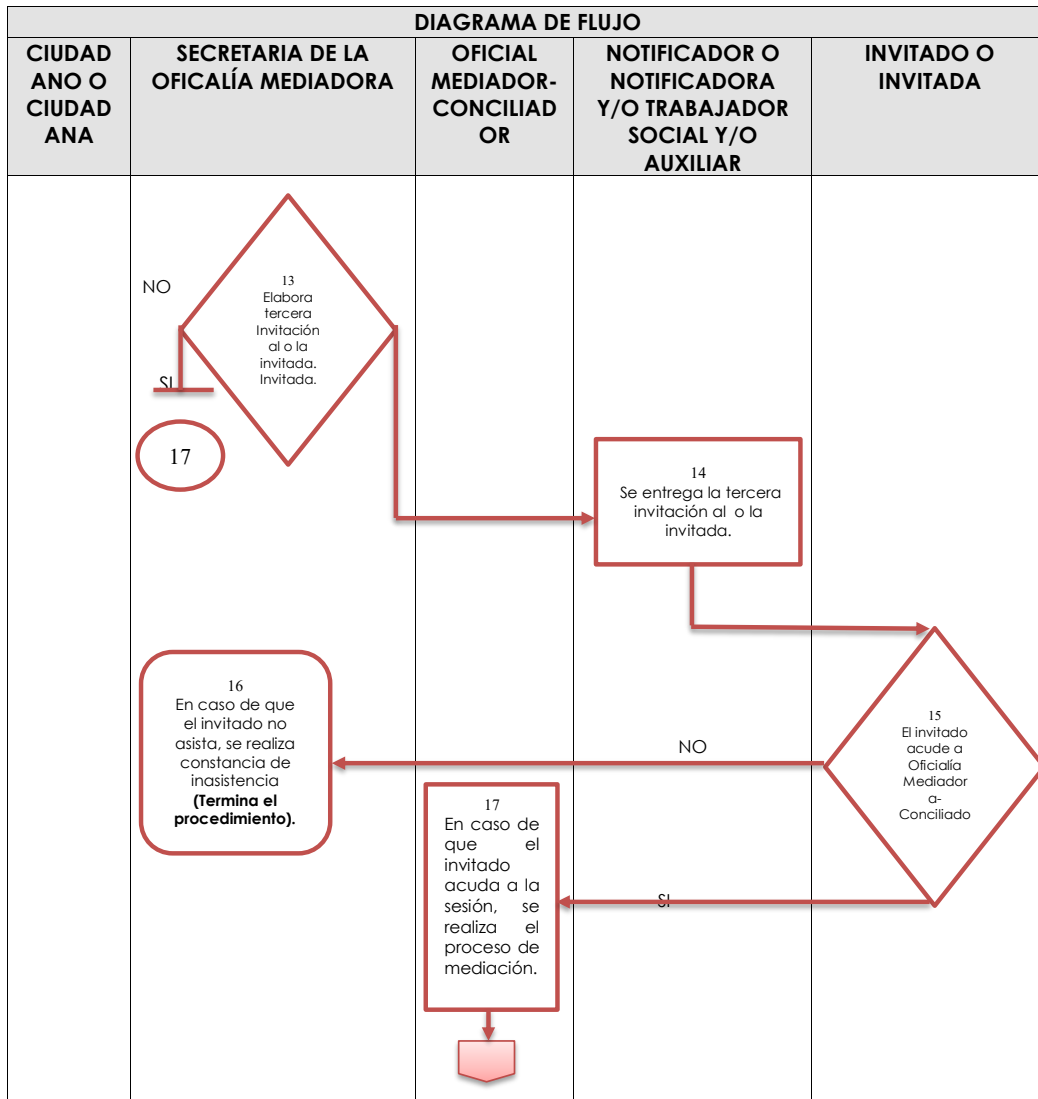 DIAGRAMA DE FLUJO
CIUDAD
ANO O
CIUDAD
ANA
SECRETARIA DE LA
OFICALÍA MEDIADORA
OFICIAL
MEDIADOR-
CONCILIAD
OR
NOTIFICADOR O
NOTIFICADORA
Y/O TRABAJADOR
SOCIAL Y/O
AUXILIAR
INVITADO O
INVITADA
13
Elabora
tercera
Invitación
al o la
invitada.
Invitada.
NO
SI
17
14
Se entrega la tercera
invitación al o la
invitada.
15
El invitado
acude a
Oficialía
Mediador
a-
Conciliado
NO
16
En caso de que
el invitado no
asista, se realiza
constancia de
inasistencia
(Termina el
procedimiento).
SI
17
En caso de
que el
invitado
acuda a la
sesión, se
realiza el
proceso de
mediación.